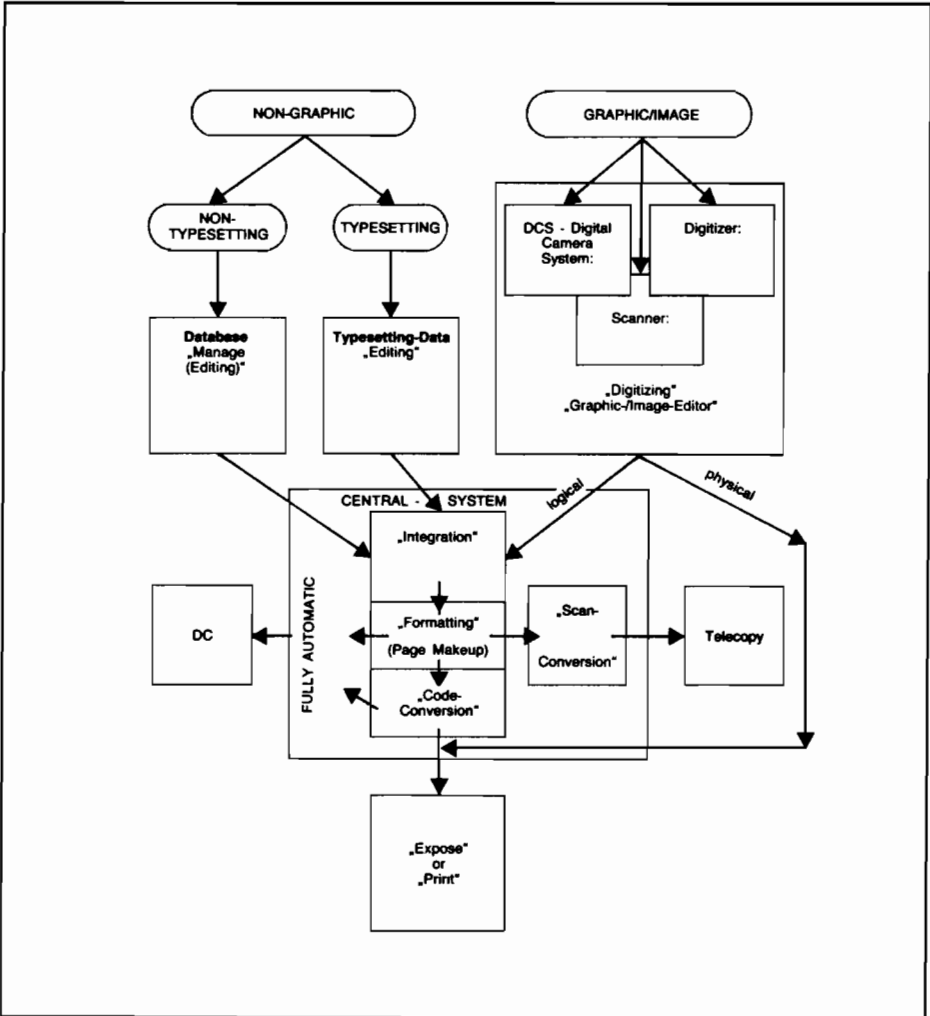 NON-GRAPHIC
GRAPHIC/IMAGE
NON-
TYPESETTING
TYPESETTING
DCS - Digital
Camera
System:
Digitizer:
Scanner:
Database
„Manage
(Editing)“
Typesetting-Data
„Editing“
„Digitizing“
„Graphic-/Image-Editor“
logical
physical
CENTRAL - SYSTEM
FULLY AUTOMATIC
„Integration“
DC
„Formatting“
(Page Makeup)
„Scan-
Conversion“
Telecopy
„Code-
Conversion“
„Expose“
or
„Print“